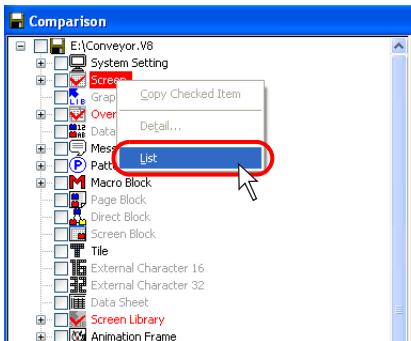 Comparison
E:\Conveyor.V8
System Setting
Screen
Copy Checked Item
Over
Detail...
Data
Mess
List
Patt
Macro Block
Page Block
Direct Block
Screen Block
Tile
External Character 16
External Character 32
Data Sheet
Screen Library
Animation Frame